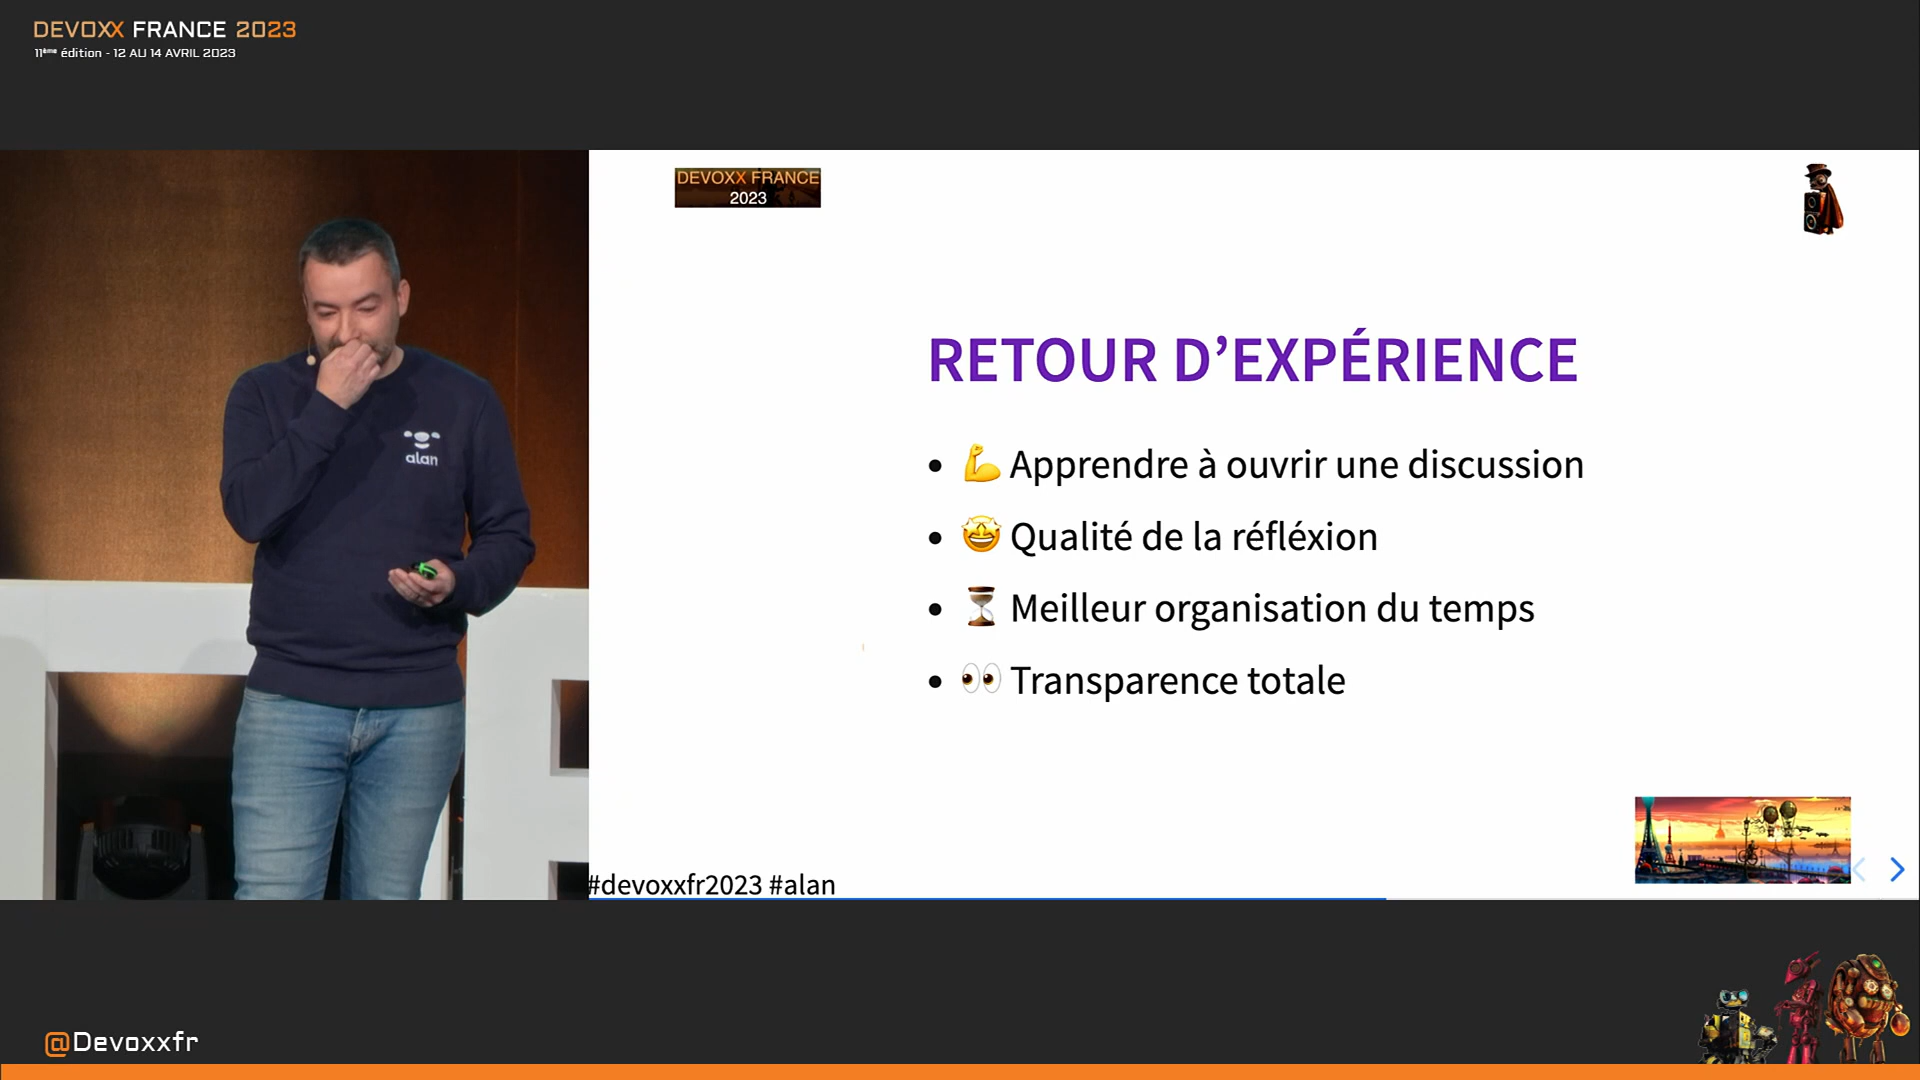 DEVOXX FRANCE 2023
11ème édition - 12 AU 14 AVRIL 2023
DEVOXX FRANCE
2023
alan
RETOUR D’EXPÉRIENCE
• 💪 Apprendre à ouvrir une discussion
• 🤩 Qualité de la réfléxion
• ⏳ Meilleur organisation du temps
• 👀 Transparence totale
#devoxxfr2023 #alan
@Devoxxfr